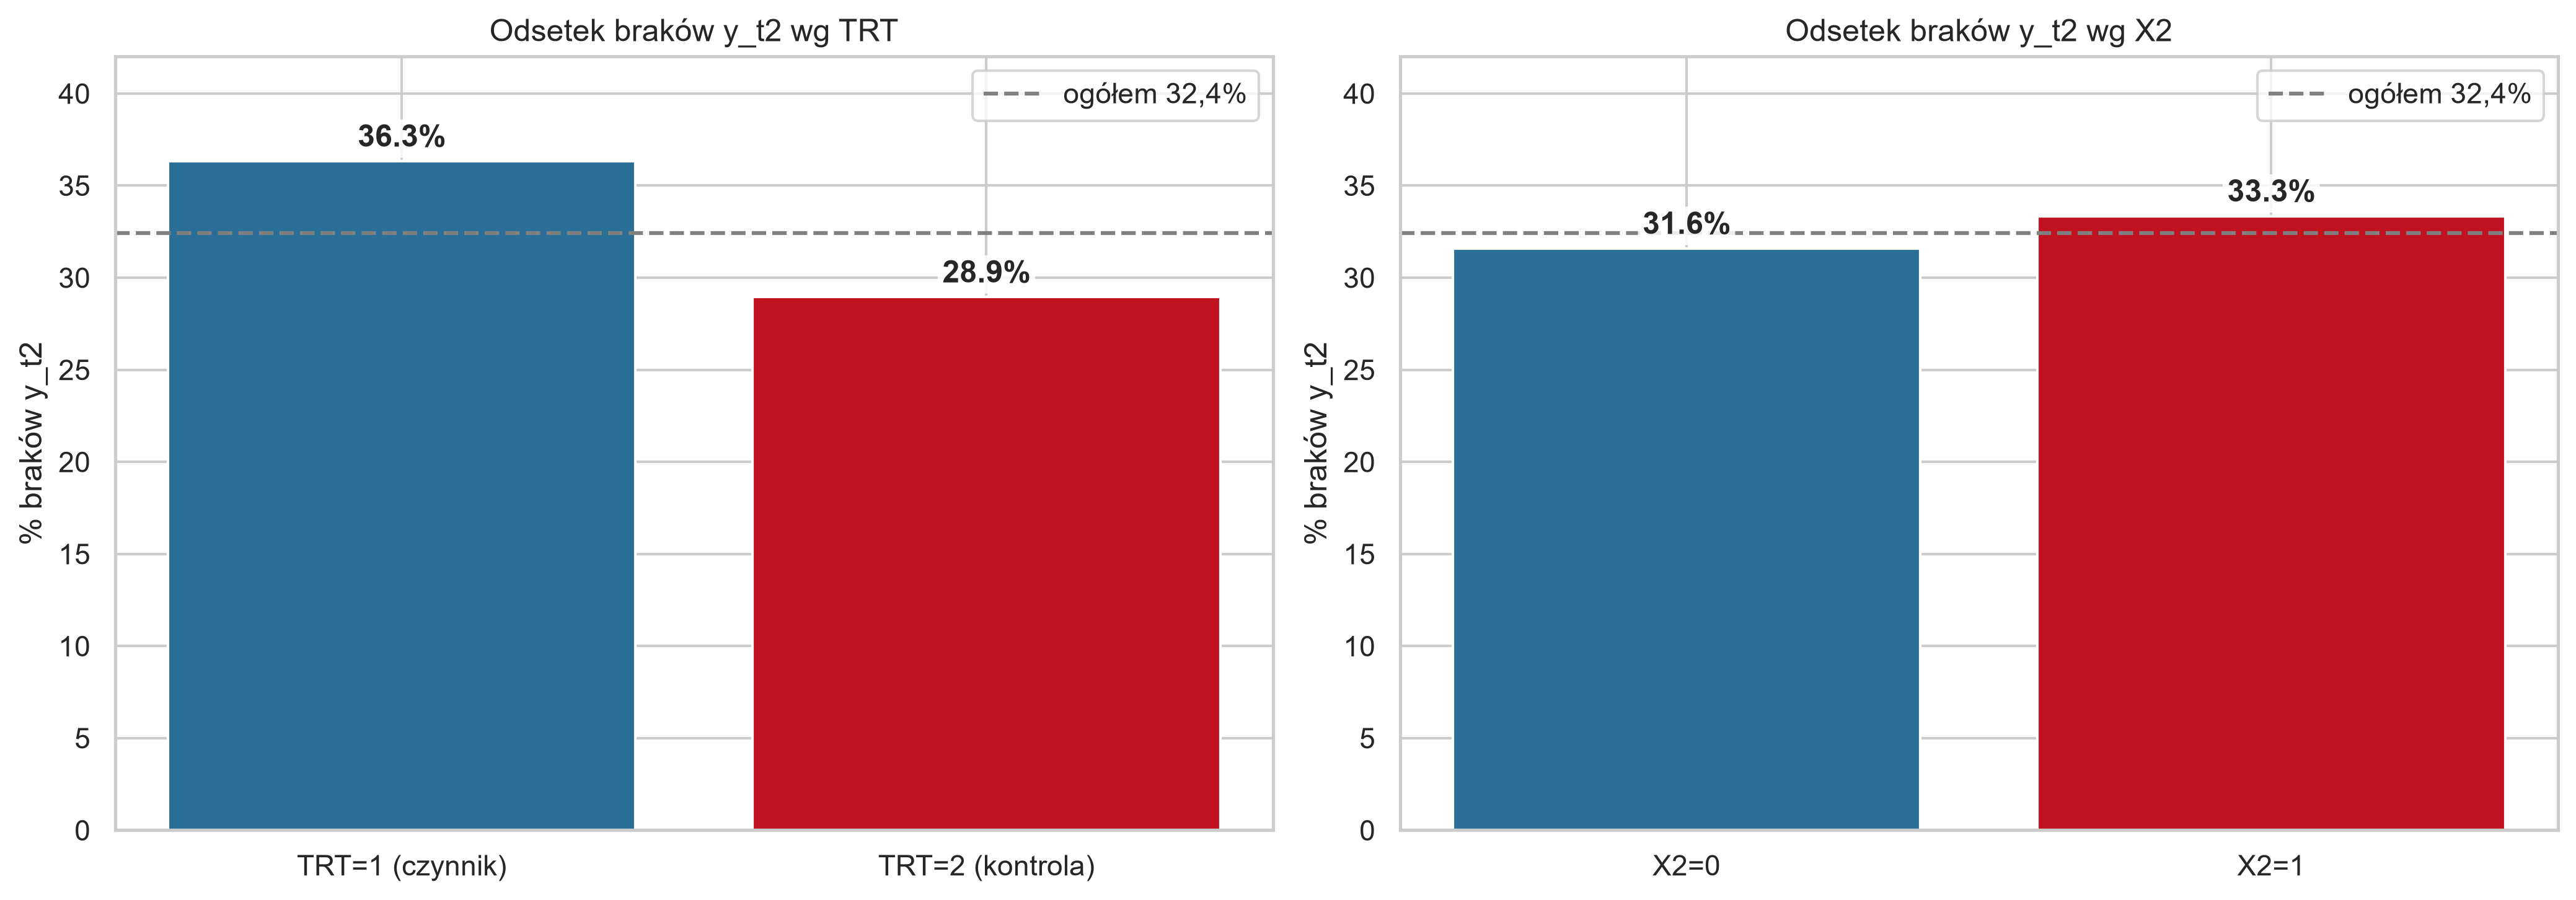 Odsetek braków y_t2 wg TRT
ogółem 32,4%
% braków y_t2
40
35
30
25
20
15
10
5
0
36.3%
28.9%
TRT=1 (czynnik)
TRT=2 (kontrola)
Odsetek braków y_t2 wg X2
ogółem 32,4%
% braków y_t2
40
35
30
25
20
15
10
5
0
31.6%
33.3%
X2=0
X2=1